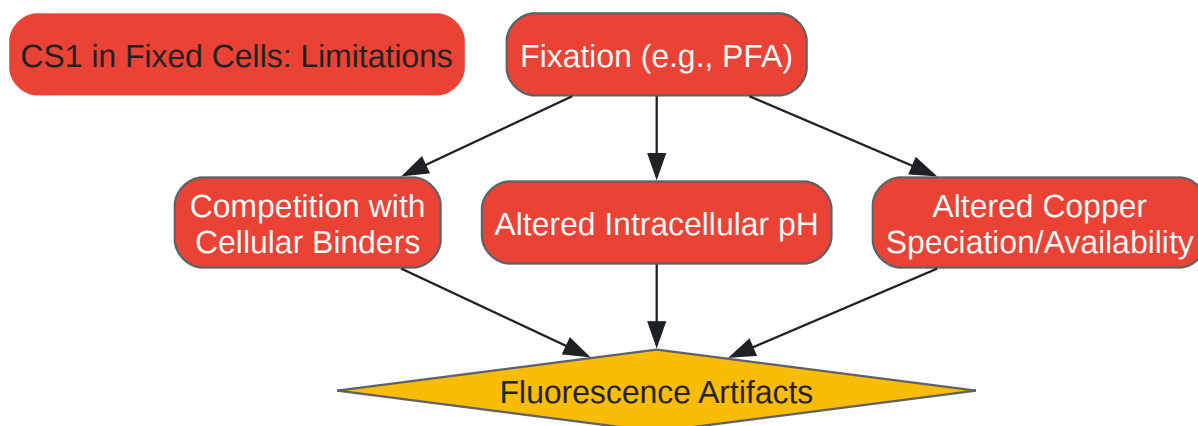 CS1 in Fixed Cells: Limitations
Fixation (e.g., PFA)
Competition with
Cellular Binders
Altered Intracellular pH
Altered Copper
Speciation/Availability
Fluorescence Artifacts